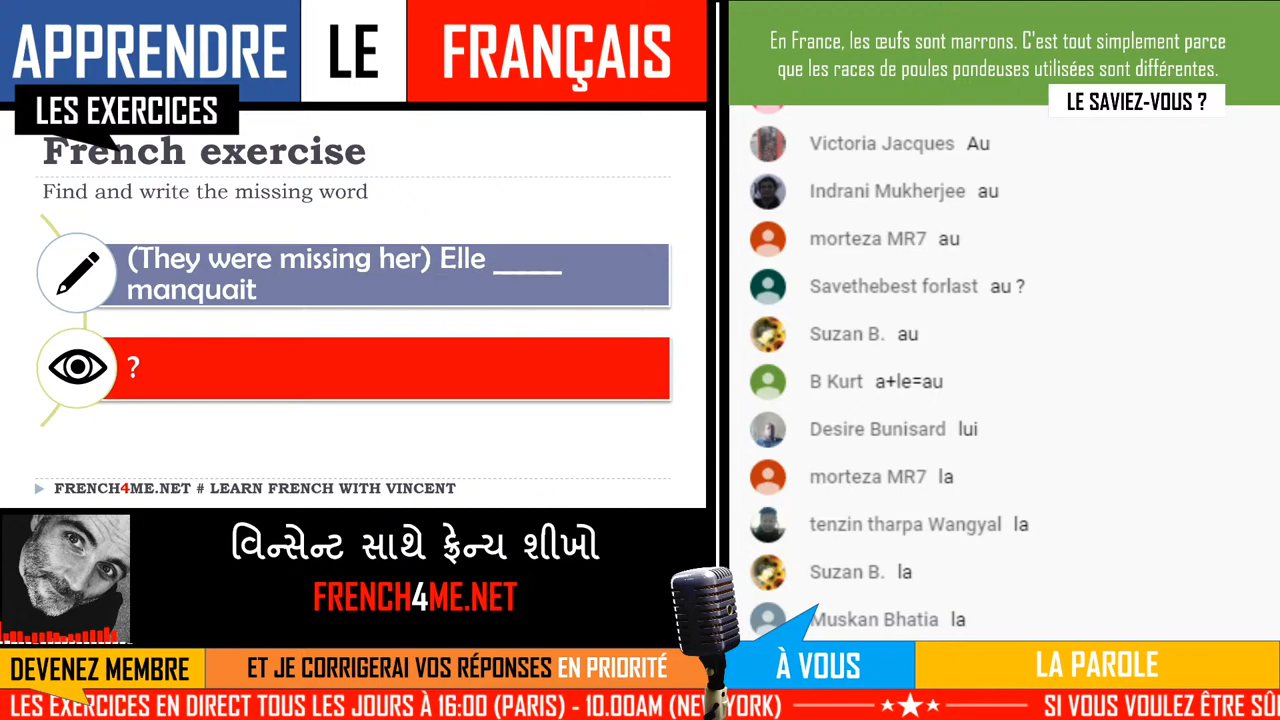 APPRENDRE LE FRANÇAIS
LES EXERCICES
French exercise
Find and write the missing word
(They were missing her) Elle _____
manquait
?
FRENCH4ME.NET # LEARN FRENCH WITH VINCENT
વિન્સેન્ટ સાથે ફ્રેન્ચ શીખો
FRENCH4ME.NET
En France, les œufs sont marrons. C'est tout simplement parce
que les races de poules pondeuses utilisées sont différentes.
LE SAVIEZ-VOUS ?
Victoria Jacques Au
Indrani Mukherjee au
morteza MR7 au
Savethebest forlast au ?
Suzan B. au
B Kurt a+le=au
Desire Bunisard lui
morteza MR7 la
tenzin tharpa Wangyal la
Suzan B. la
Muskan Bhatia la
DEVENEZ MEMBRE
ET JE CORRIGERAI VOS RÉPONSES EN PRIORITÉ
À VOUS
LA PAROLE
LES EXERCICES EN DIRECT TOUS LES JOURS À 16:00 (PARIS) - 10.00AM (NEW YORK)
SI VOUS VOULEZ ÊTRE